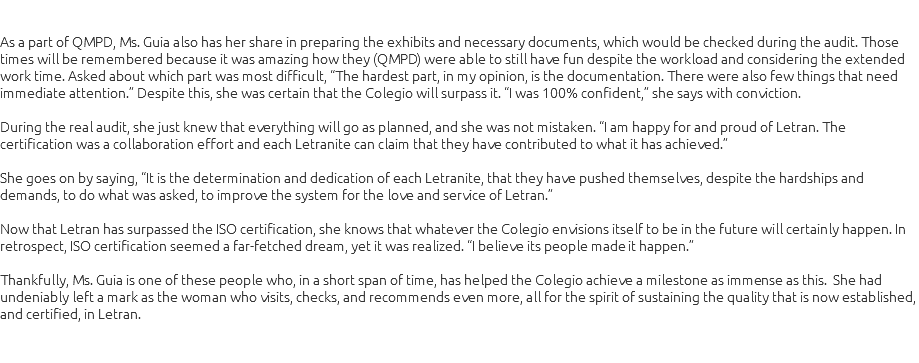 As a part of QMPD, Ms. Guia also has her share in preparing the exhibits and necessary documents, which would be checked during the audit. Those
times will be remembered because it was amazing how they (QMPD) were able to still have fun despite the workload and considering the extended
work time. Asked about which part was most difficult, “The hardest part, in my opinion, is the documentation. There were also few things that need
immediate attention.” Despite this, she was certain that the Colegio will surpass it. “I was 100% confident,” she says with conviction.
During the real audit, she just knew that everything will go as planned, and she was not mistaken. “I am happy for and proud of Letran. The
certification was a collaboration effort and each Letranite can claim that they have contributed to what it has achieved.”
She goes on by saying, “It is the determination and dedication of each Letranite, that they have pushed themselves, despite the hardships and
demands, to do what was asked, to improve the system for the love and service of Letran.”
Now that Letran has surpassed the ISO certification, she knows that whatever the Colegio envisions itself to be in the future will certainly happen. In
retrospect, ISO certification seemed a far-fetched dream, yet it was realized. “I believe its people made it happen.”
Thankfully, Ms. Guia is one of these people who, in a short span of time, has helped the Colegio achieve a milestone as immense as this.  She had
undeniably left a mark as the woman who visits, checks, and recommends even more, all for the spirit of sustaining the quality that is now established,
and certified, in Letran.